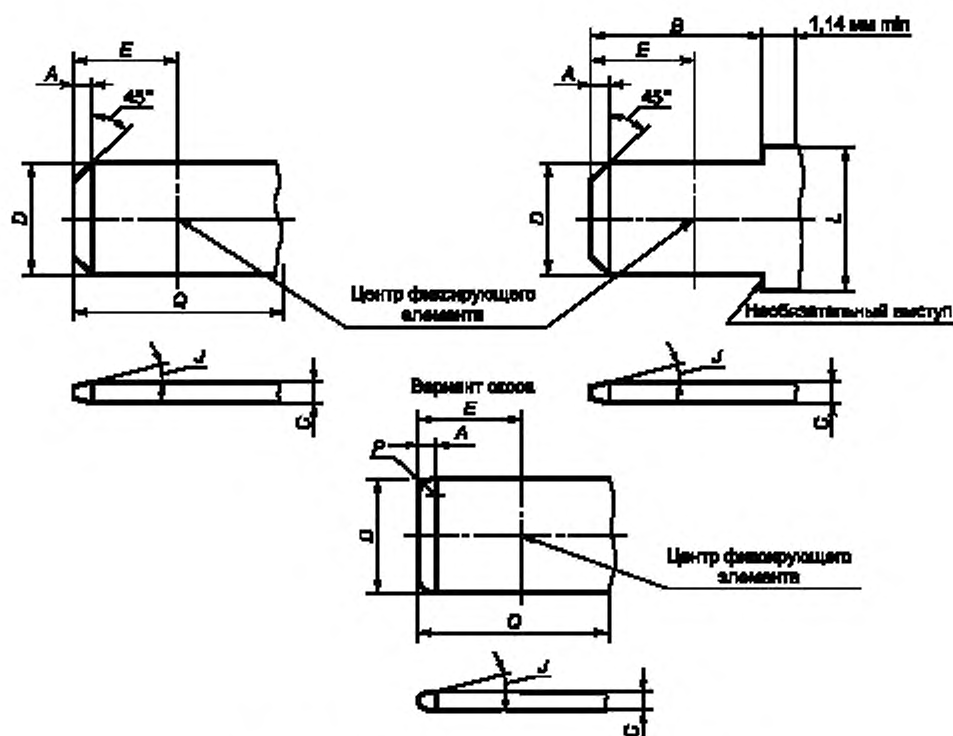 B
1,14 мм min
E
E
A
A
45°
45°
D
D
L
Центр фиксирующего
элемента
Q
Необязательный выступ
J
J
G
G
Вариант скоса
E
A
P
D
Центр фиксирующего
элемента
Q
J
G